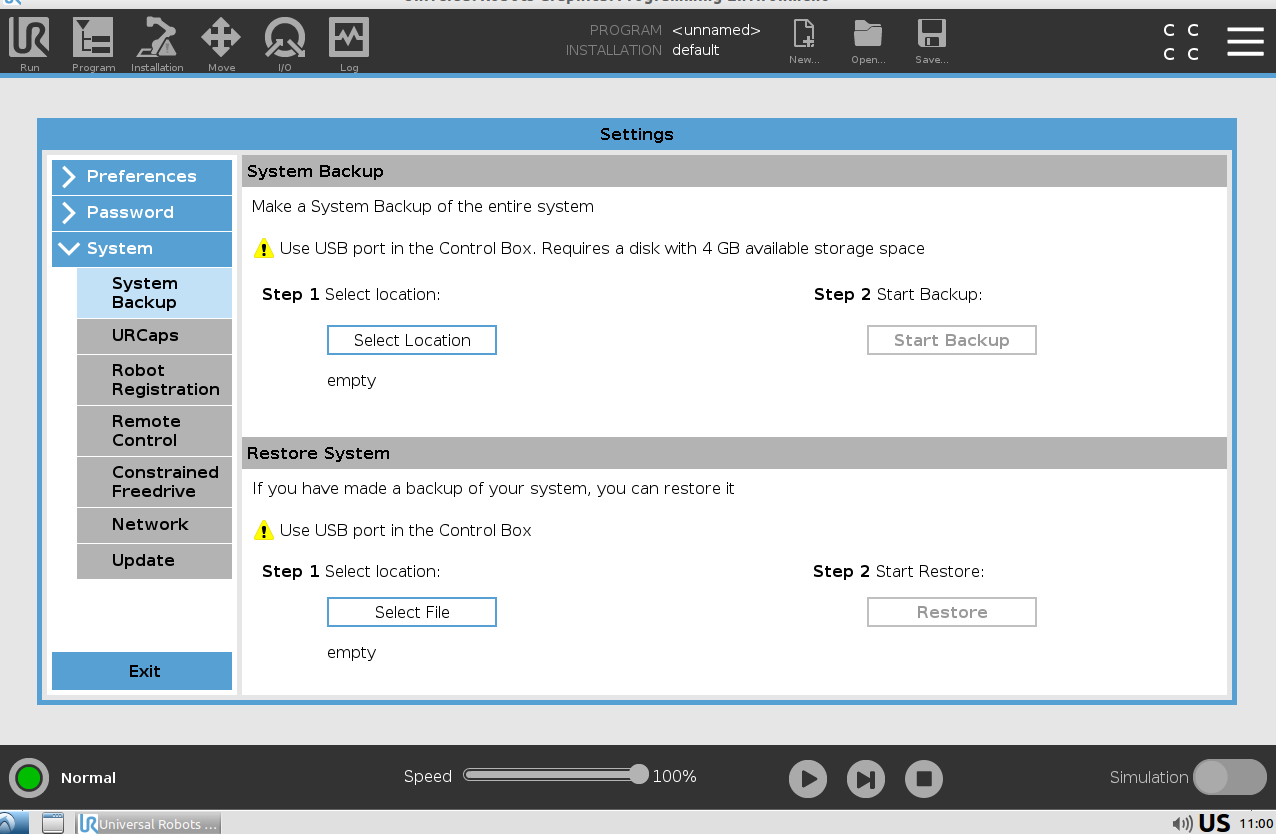 Universal Robots Graphical Programming Environment
PROGRAM <unnamed>
INSTALLATION default
Run
Program
Installation
Move
I/O
Log
New...
Open...
Save...
C C
C C
Settings
Preferences
Password
System
System
Backup
URCaps
Robot
Registration
Remote
Control
Constrained
Freedrive
Network
Update
Exit
System Backup
Make a System Backup of the entire system
Use USB port in the Control Box. Requires a disk with 4 GB available storage space
Step 1 Select location:
Select Location
empty
Step 2 Start Backup:
Start Backup
Restore System
If you have made a backup of your system, you can restore it
Use USB port in the Control Box
Step 1 Select location:
Select File
empty
Step 2 Start Restore:
Restore
Normal
Speed
100%
Simulation
Universal Robots ...
US
11:00